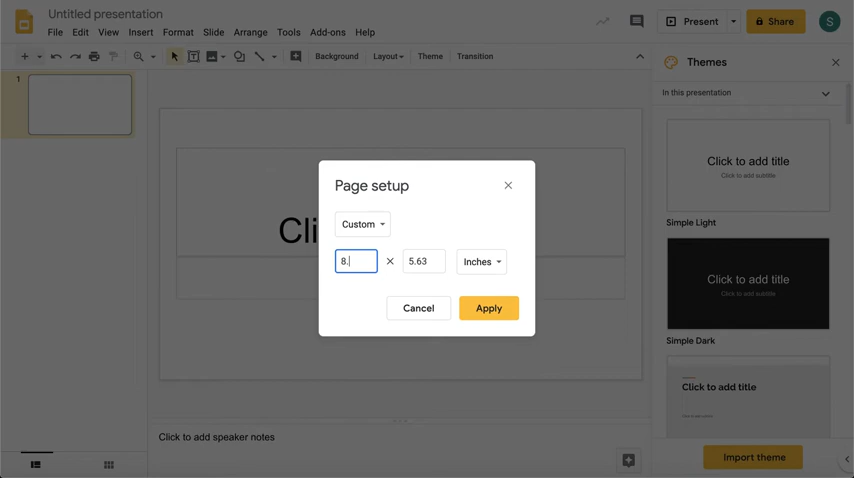 Untitled presentation
File Edit View Insert Format Slide Arrange Tools Add-ons Help
Present
Share
S
Background Layout Theme Transition
Themes
In this presentation
1
Click to add title
Click to add subtitle
Simple Light
Click to add title
Click to add subtitle
Simple Dark
Click to add title
Import theme
Cli
Page setup
Custom
8. × 5.63 Inches
Cancel Apply
Click to add speaker notes